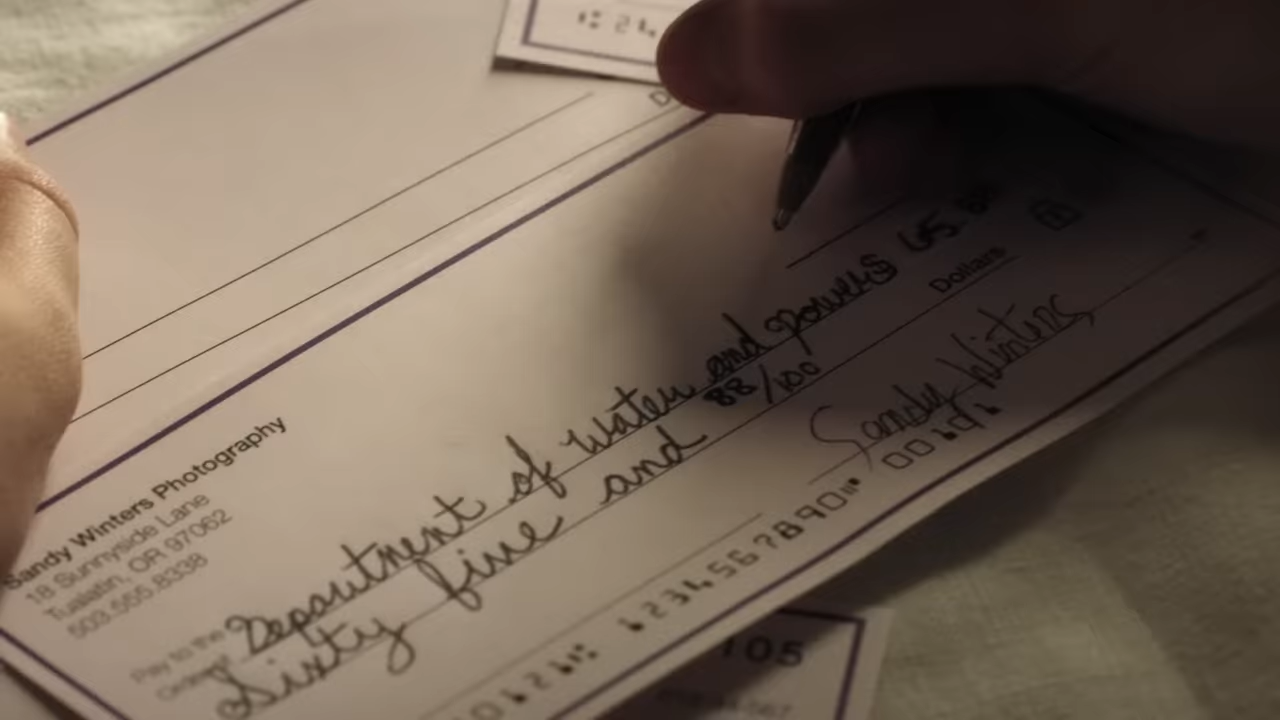 Sandy Winters Photography
18 Sunnyside Lane
Tualatin, OR 97062
503.555.8338
Pay to the Order of Department of water and power $ 65.
Sixty five and 88/100 Dollars
Sandy Winters
1234567890 00
105